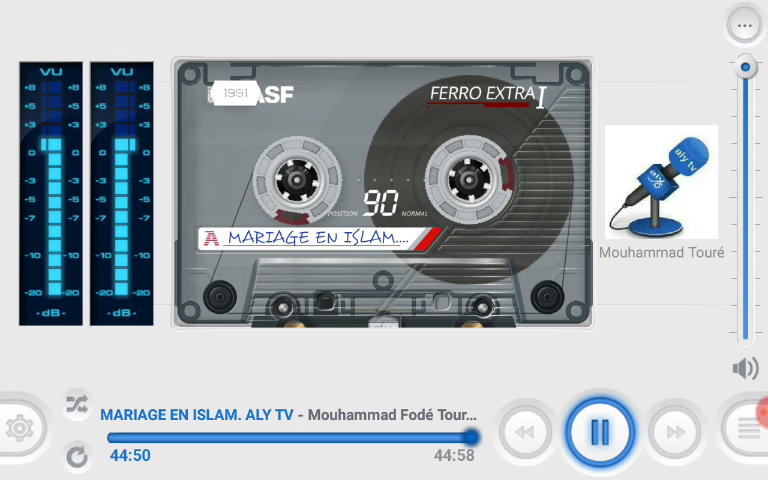 VU VU
+8 +8 +8 +8
+5 +5 +5 +5
+3 +3 +3 +3
0 0 0 0
-3 -3 -3 -3
-5 -5 -5 -5
-7 -7 -7 -7
-10 -10 -10 -10
-20 -20 -20 -20
·dB· ·dB·
1991
ASF
FERRO EXTRA I
POSITION 90 NORMAL
A MARIAGE EN ISLAM....
aly tv
Mouhammad Touré
MARIAGE EN ISLAM. ALY TV - Mouhammad Fodé Tour...
44:50
44:58